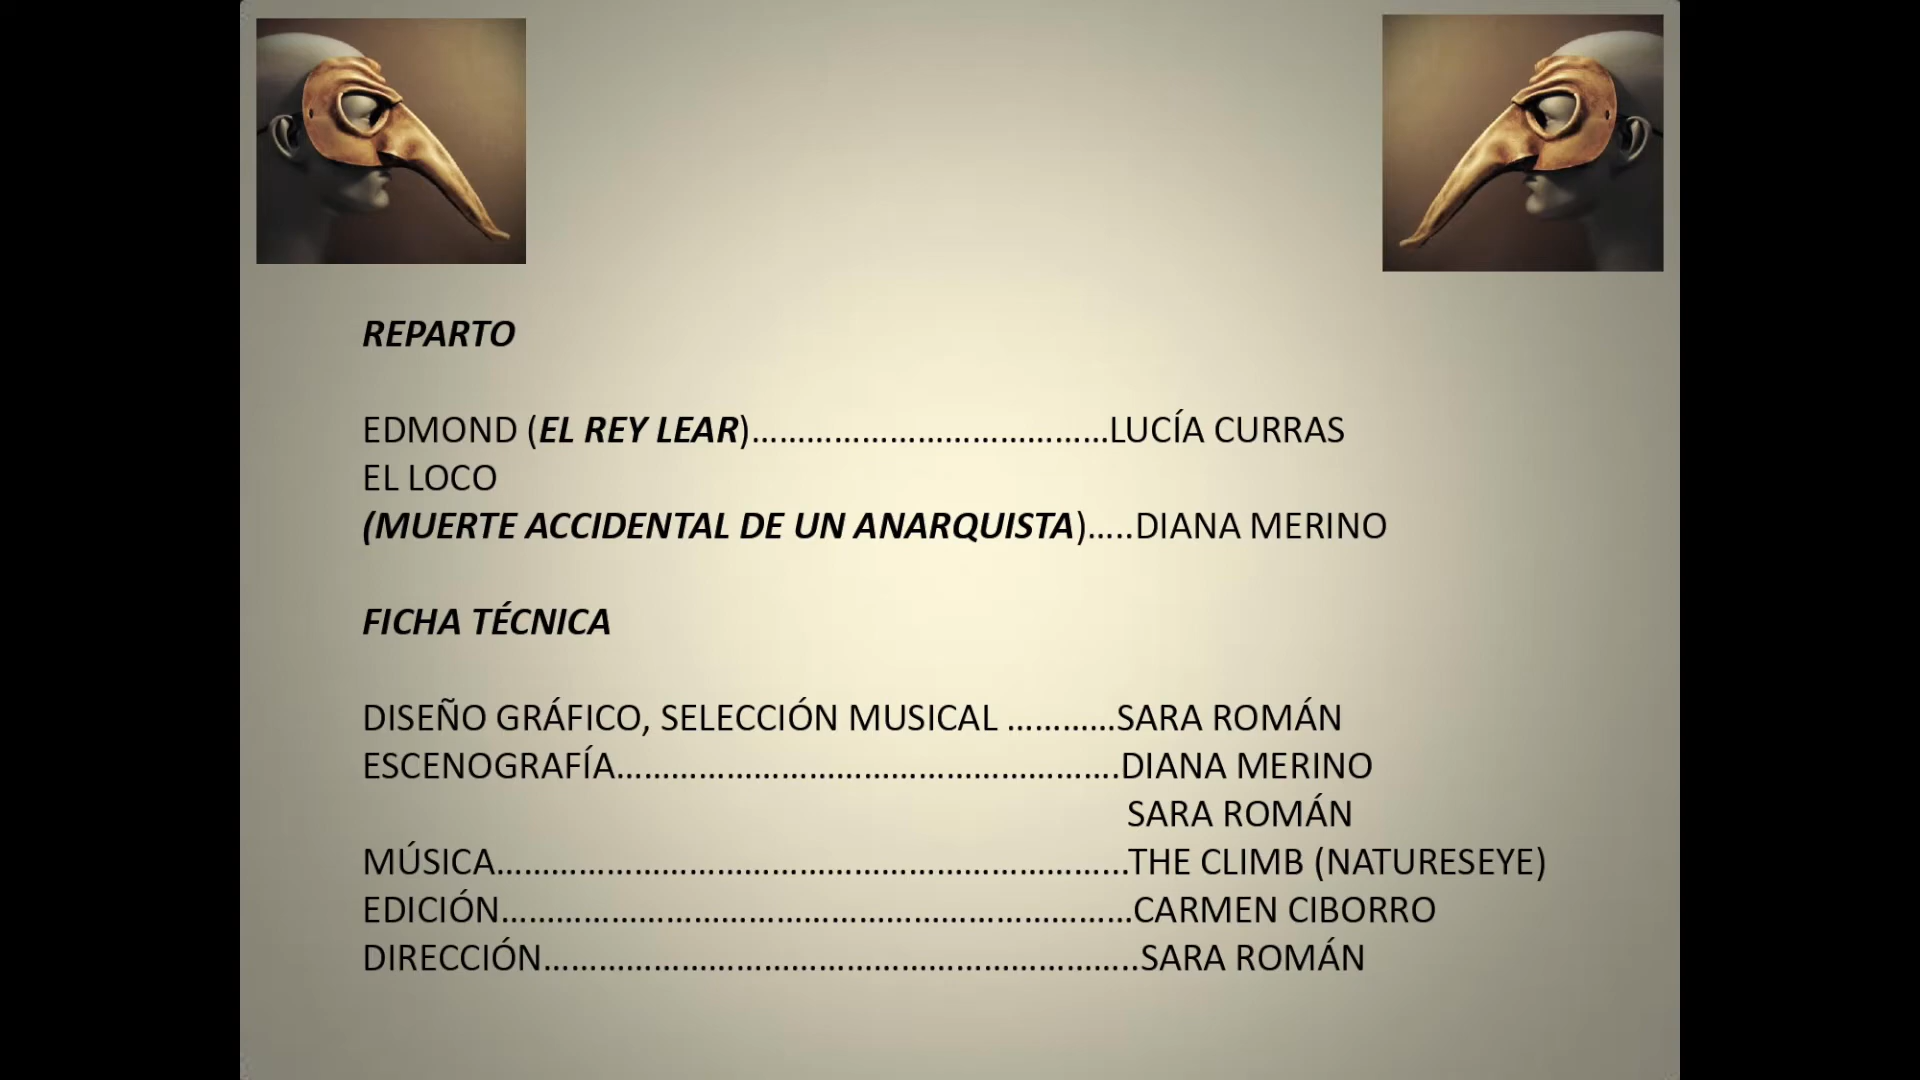 REPARTO
EDMOND (EL REY LEAR)…………………………………LUCÍA CURRAS
EL LOCO
(MUERTE ACCIDENTAL DE UN ANARQUISTA)…..DIANA MERINO
FICHA TÉCNICA
DISEÑO GRÁFICO, SELECCIÓN MUSICAL …………SARA ROMÁN
ESCENOGRAFÍA……………………………………………….DIANA MERINO
SARA ROMÁN
MÚSICA…………………………………………………………...THE CLIMB (NATURESEYE)
EDICIÓN……………………………………………………………CARMEN CIBORRO
DIRECCIÓN………………………………………………………..SARA ROMÁN